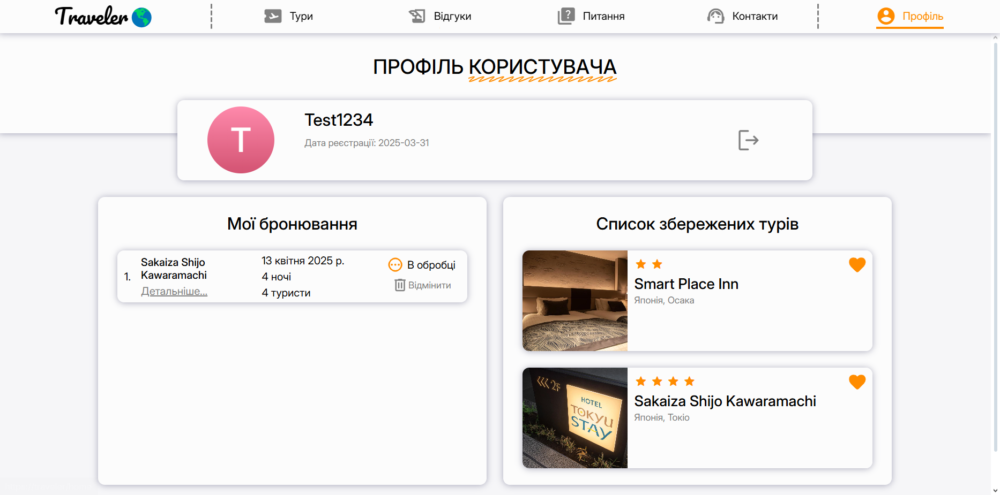 Traveler
Тури
Відгуки
Питання
Контакти
Профіль
ПРОФІЛЬ КОРИСТУВАЧА
T
Test1234
Дата реєстрації: 2025-03-31
Мої бронювання
1.
Sakaiza Shijo
Kawaramachi
Детальніше...
13 квітня 2025 р.
4 ночі
4 туристи
В обробці
Відмінити
Список збережених турів
Smart Place Inn
Японія, Осака
2F
HOTEL
TOKYU
STAY
Sakaiza Shijo Kawaramachi
Японія, Токіо